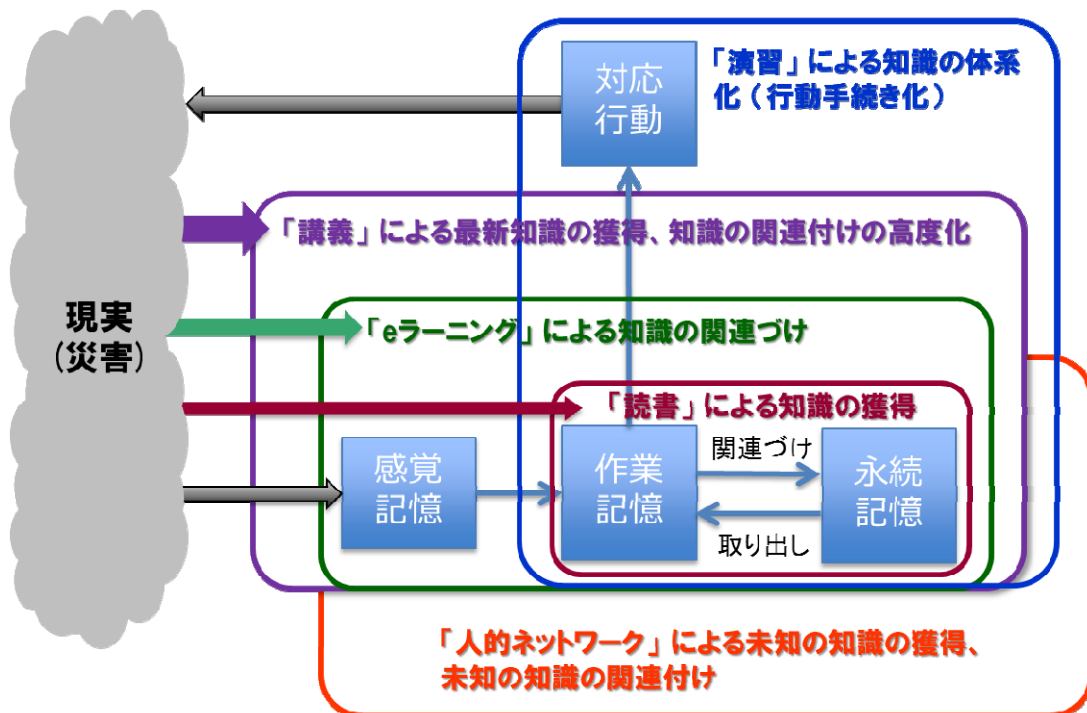 「演習」による知識の体系
化(行動手続き化)
対応
行動
「講義」による最新知識の獲得、知識の関連付けの高度化
現実
(災害)
「eラーニング」による知識の関連づけ
「読書」による知識の獲得
感覚
記憶
作業
記憶
関連づけ
永続
記憶
取り出し
「人的ネットワーク」による未知の知識の獲得、
未知の知識の関連付け